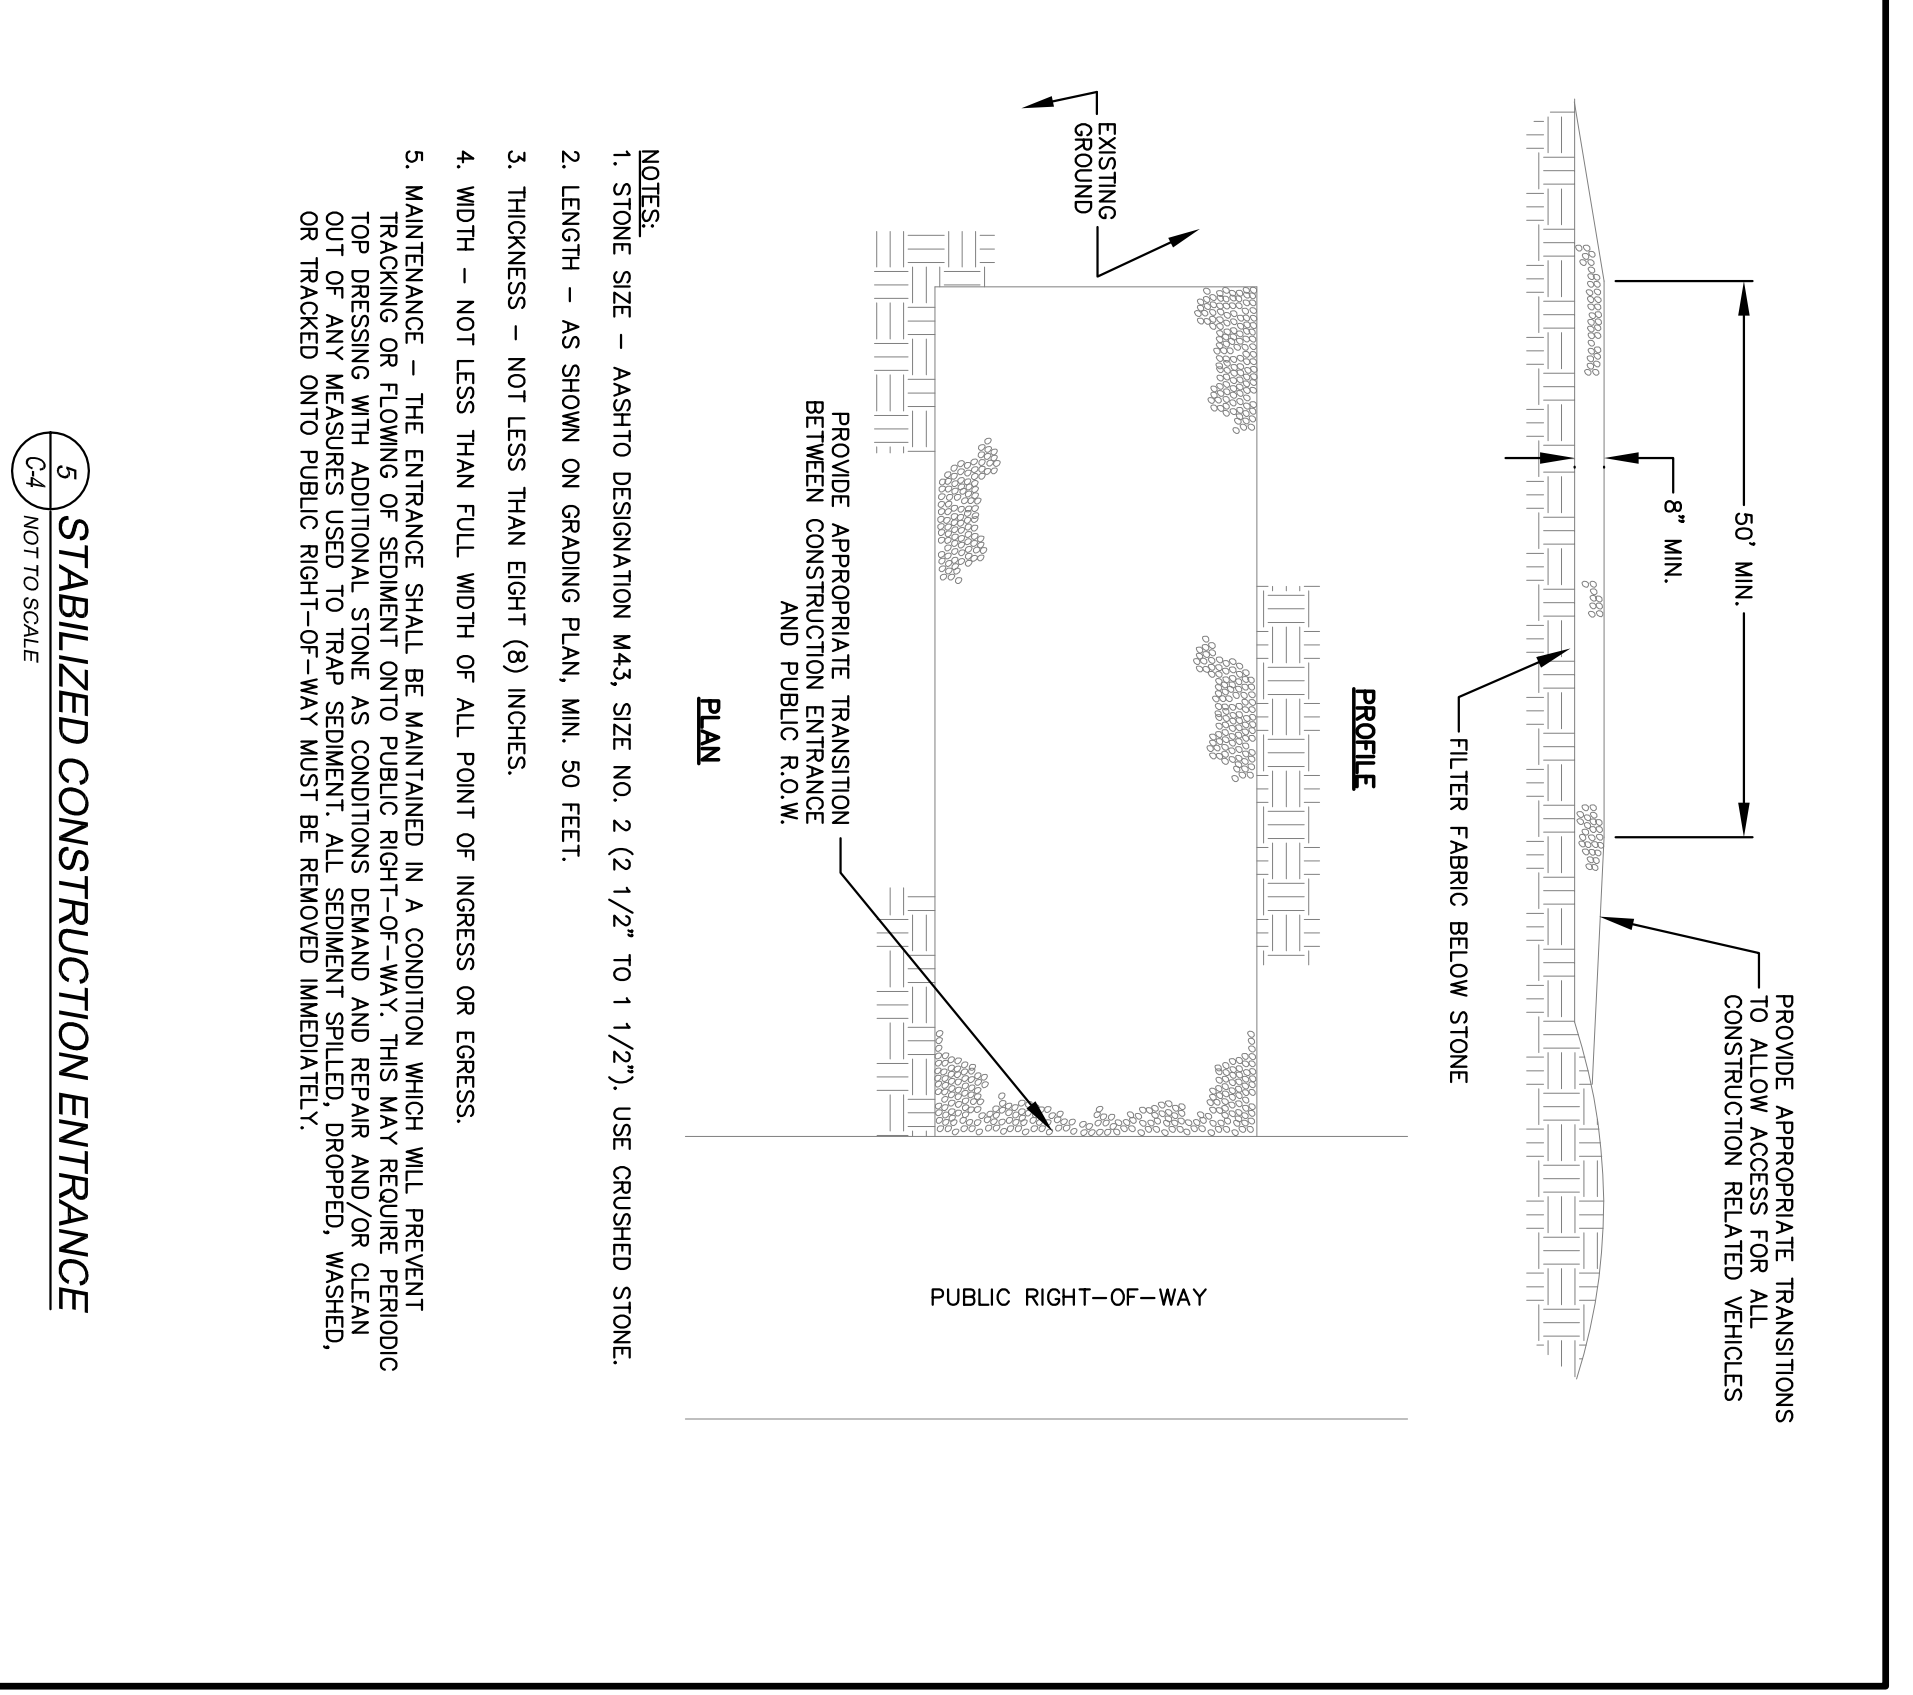 PROVIDE APPROPRIATE TRANSITIONS
TO ALLOW ACCESS FOR ALL
CONSTRUCTION RELATED VEHICLES
50' MIN.
8" MIN.
FILTER FABRIC BELOW STONE
PROFILE
EXISTING
GROUND
PUBLIC RIGHT-OF-WAY
PROVIDE APPROPRIATE TRANSITION
BETWEEN CONSTRUCTION ENTRANCE
AND PUBLIC R.O.W.
PLAN
NOTES:
1. STONE SIZE - AASHTO DESIGNATION M43, SIZE NO. 2 (2 1/2" TO 1 1/2"). USE CRUSHED STONE.
2. LENGTH - AS SHOWN ON GRADING PLAN, MIN. 50 FEET.
3. THICKNESS - NOT LESS THAN EIGHT (8) INCHES.
4. WIDTH - NOT LESS THAN FULL WIDTH OF ALL POINT OF INGRESS OR EGRESS.
5. MAINTENANCE - THE ENTRANCE SHALL BE MAINTAINED IN A CONDITION WHICH WILL PREVENT
TRACKING OR FLOWING OF SEDIMENT ONTO PUBLIC RIGHT-OF-WAY. THIS MAY REQUIRE PERIODIC
TOP DRESSING WITH ADDITIONAL STONE AS CONDITIONS DEMAND AND REPAIR AND/OR CLEAN
OUT OF ANY MEASURES USED TO TRAP SEDIMENT. ALL SEDIMENT SPILLED, DROPPED, WASHED,
OR TRACKED ONTO PUBLIC RIGHT-OF-WAY MUST BE REMOVED IMMEDIATELY.
5
C-4
STABILIZED CONSTRUCTION ENTRANCE
NOT TO SCALE